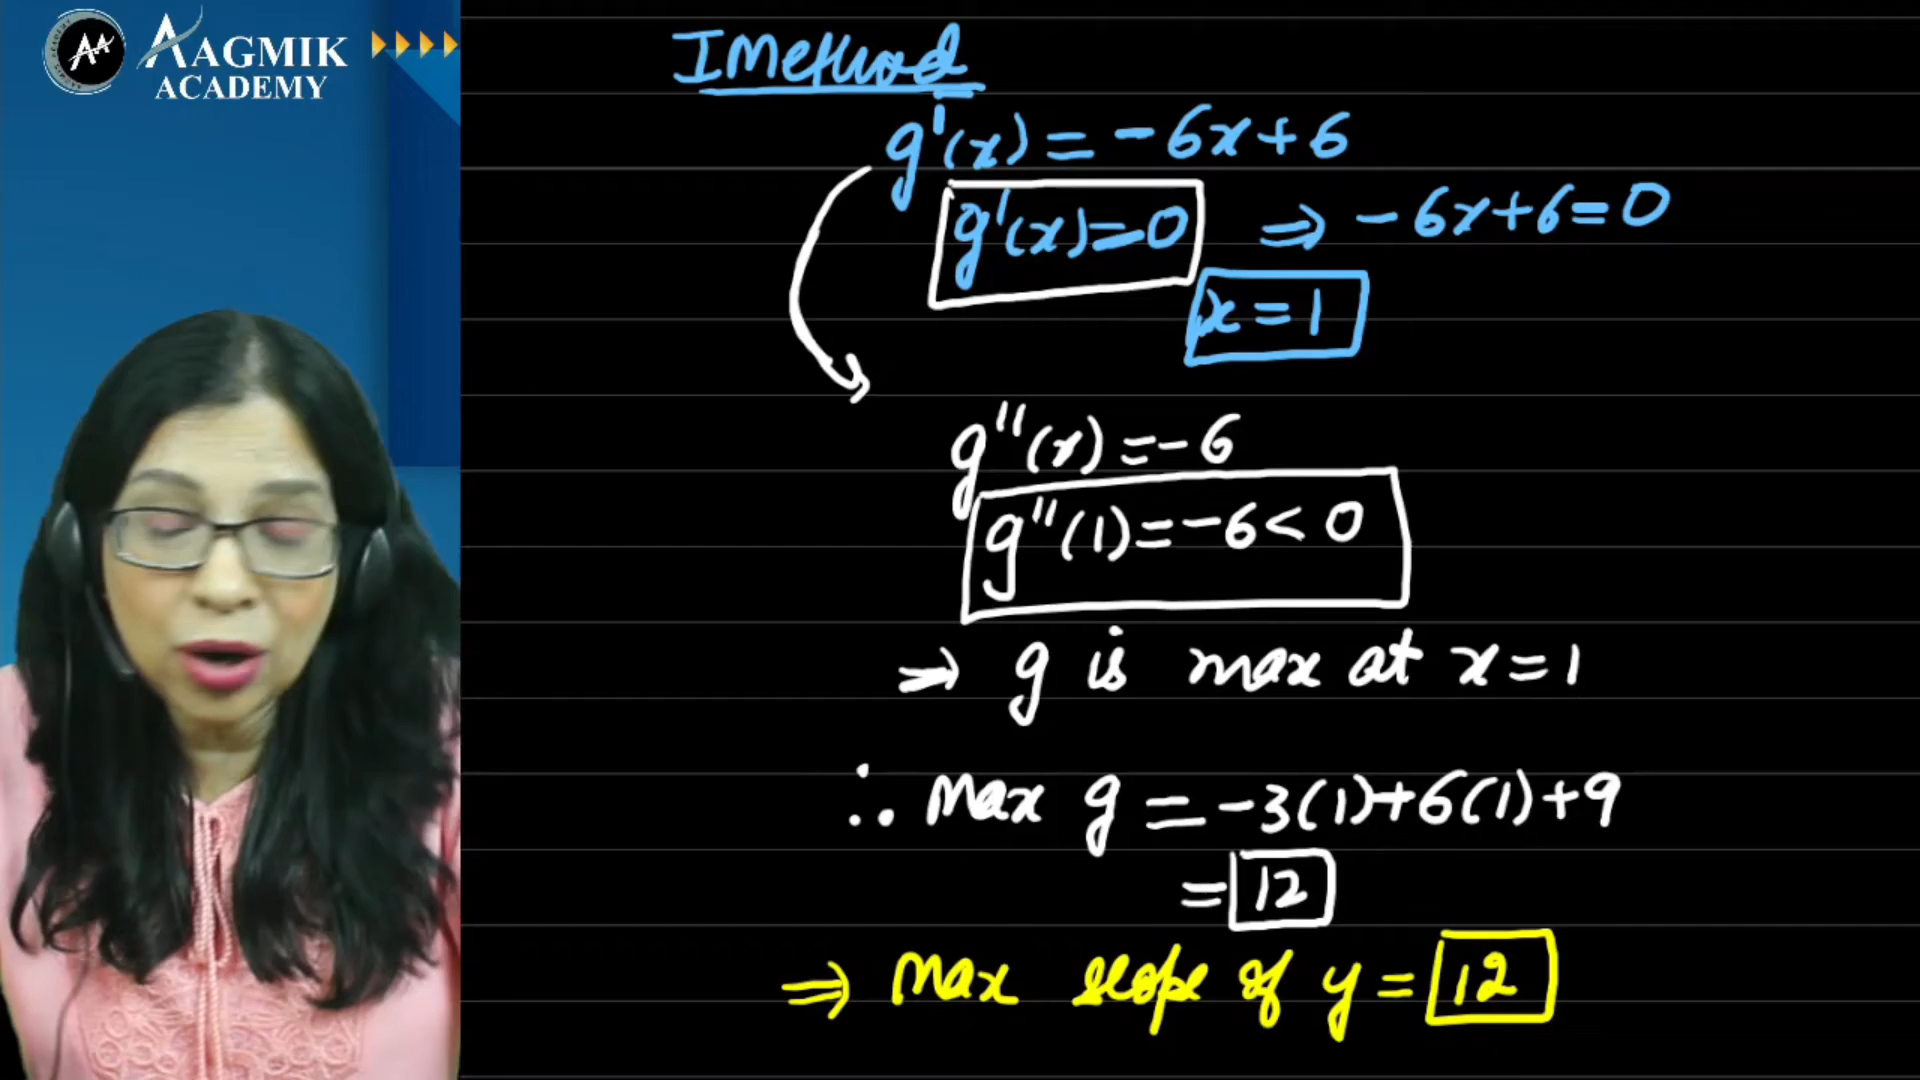 AAGMIK
ACADEMY
I Method
g'(x) = -6x+6
g'(x)=0 ⇒ -6x+6=0
x = 1
g''(x) = -6
g''(1) = -6 < 0
⇒ g is max at x = 1
∴ Max g = -3(1)+6(1)+9
= 12
⇒ Max slope of y = 12